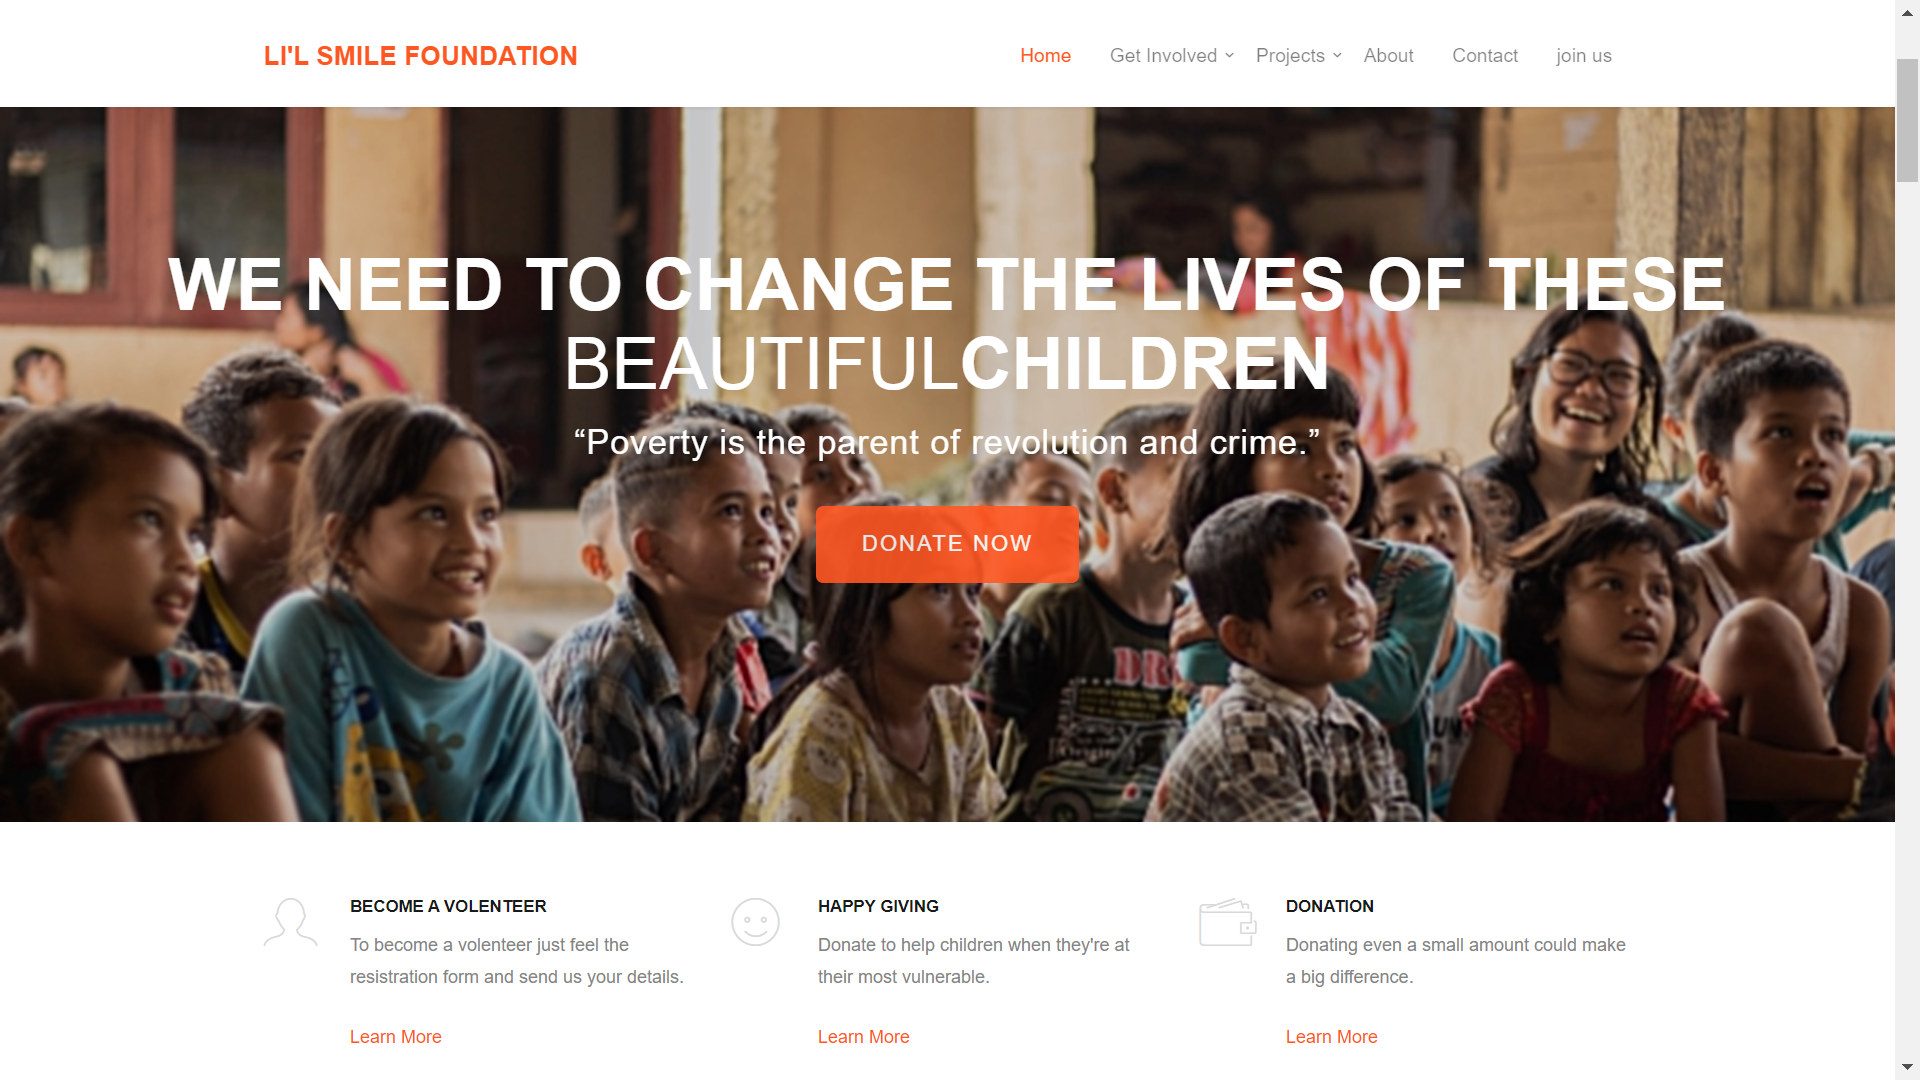 LI'L SMILE FOUNDATION
Home
Get Involved
Projects
About
Contact
join us
WE NEED TO CHANGE THE LIVES OF THESE
BEAUTIFULCHILDREN
“Poverty is the parent of revolution and crime.”
DONATE NOW
BECOME A VOLENTEER
To become a volenteer just feel the
resistration form and send us your details.
Learn More
HAPPY GIVING
Donate to help children when they're at
their most vulnerable.
Learn More
DONATION
Donating even a small amount could make
a big difference.
Learn More